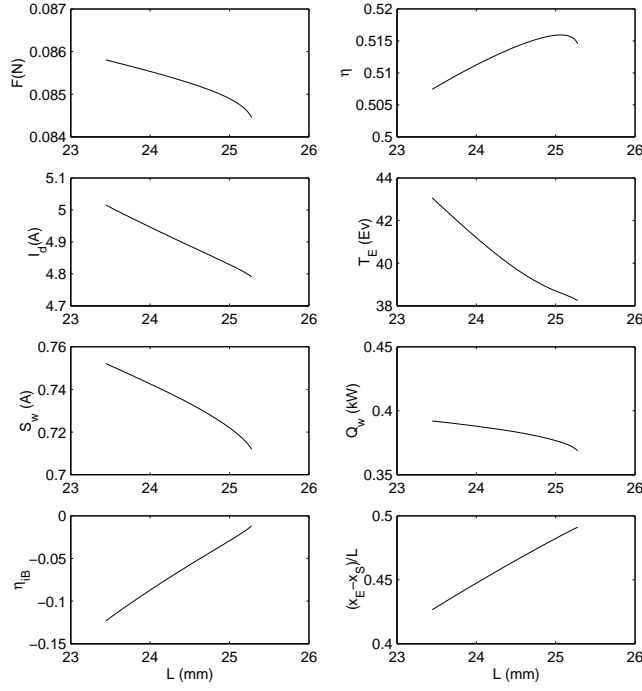 0.087
0.086
0.085
0.084
23 24 25 26
F(N)
0.52
0.515
0.51
0.505
0.5
23 24 25 26
η
5.1
5
4.9
4.8
4.7
23 24 25 26
I_d(A)
44
42
40
38
23 24 25 26
T_E (Ev)
0.76
0.74
0.72
0.7
23 24 25 26
S_w (A)
0.45
0.4
0.35
23 24 25 26
Q_w (kW)
0
−0.05
−0.1
−0.15
23 24 25 26
η_iB
L (mm)
0.5
0.45
0.4
23 24 25 26
(x_E−x_S)/L
L (mm)